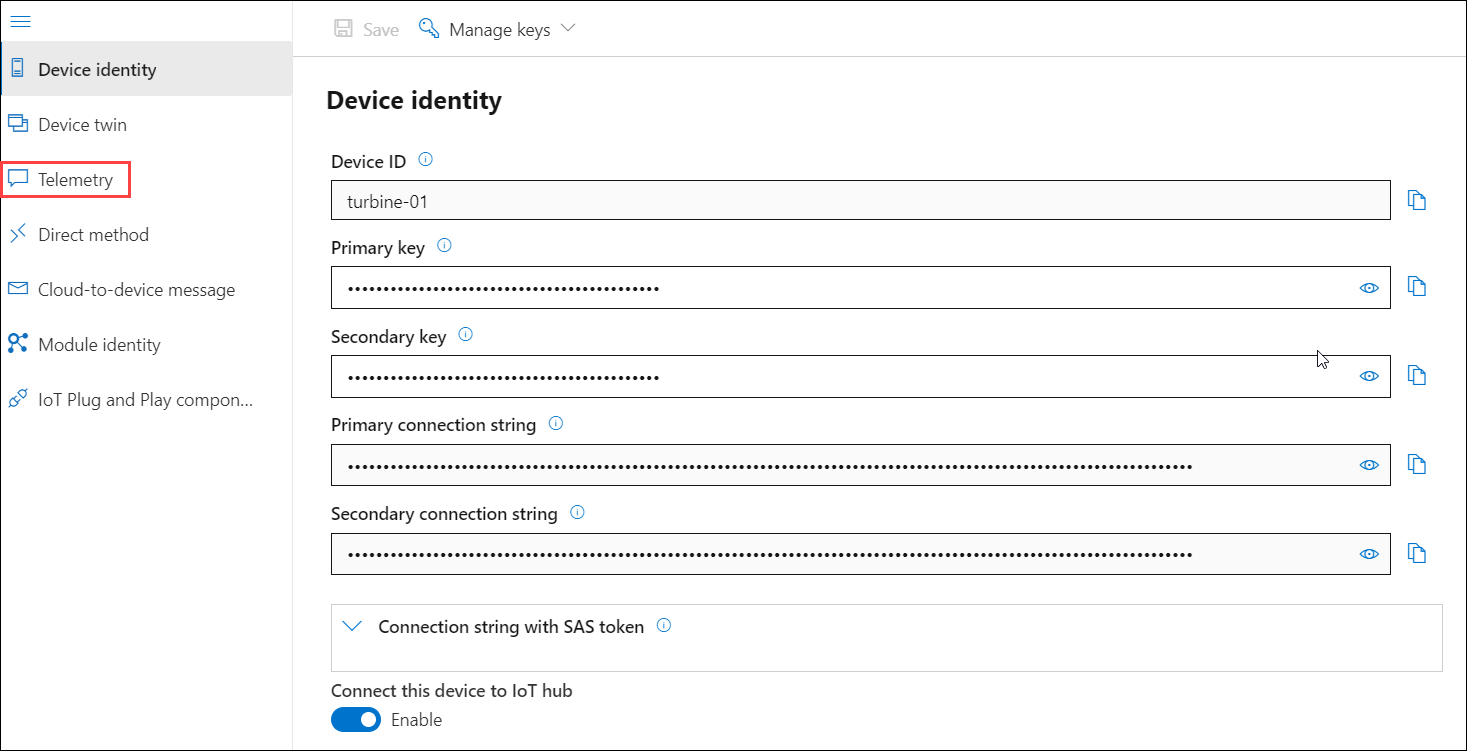 Save
Manage keys
Device identity
Device twin
Telemetry
Direct method
Cloud-to-device message
Module identity
IoT Plug and Play compon...
Device identity
Device ID
turbine-01
Primary key
Secondary key
Primary connection string
Secondary connection string
Connection string with SAS token
Connect this device to IoT hub
Enable